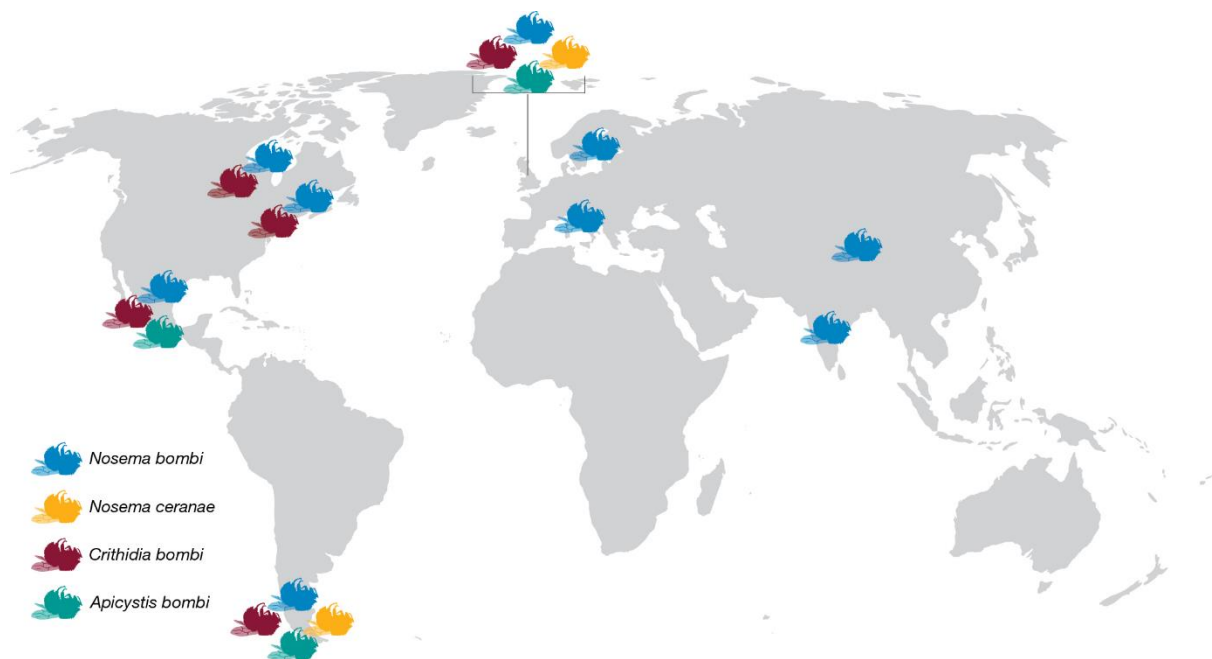 Nosema bombi
Nosema ceranae
Crithidia bombi
Apicystis bombi